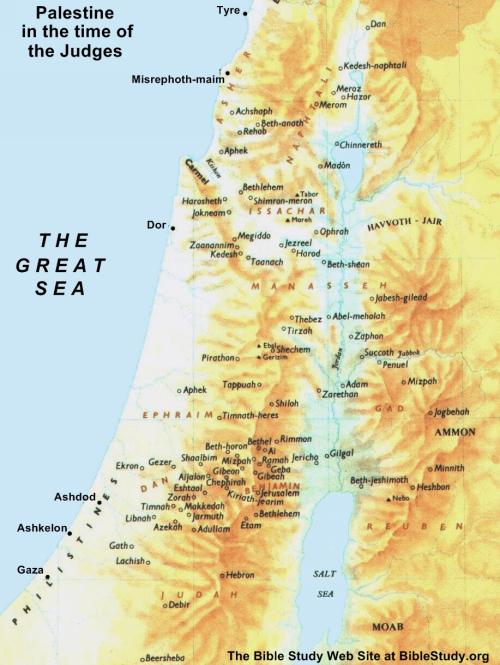 Palestine
in the time of
the Judges
Tyre
Dan
Kedesh-naphtali
Misrephoth-maim
ASHER
NAPHTALI
Meroz
Hazor
Merom
Achshaph
Beth-anath
Rehob
Chinnereth
Aphek
Madon
Carmel
Kishon
Bethlehem
Tabor
Harosheth
Shimron-meron
Jokneam
ISSACHAR
Moreh
HAVVOTH - JAIR
Dor
Ophrah
Megiddo
Zaanannim
Jezreel
Kedesh
Harod
Taanach
Beth-shean
THE
GREAT
SEA
MANASSEH
Jabesh-gilead
Thebez
Abel-meholah
Tirzah
Zaphon
Ebal
Shechem
Gerizim
Pirathon
Jordan
Succoth
Jabbok
Penuel
Aphek
Tappuah
Adam
Zarethan
Mizpah
Shiloh
GAD
Jogbehah
EPHRAIM
Timnath-heres
AMMON
Bethel
Rimmon
Beth-horon
Ai
Shaalbim
Mizpah
Ramah
Jericho
Gilgal
Ekron
Gezer
Geba
Gibeon
Minnith
Aijalon
Gibeah
Chephirah
Beth-jeshimoth
Heshbon
DAN
Eshtaol
BENJAMIN
Zorah
Kiriath-jearim
Jerusalem
Nebo
Ashdod
Timnah
Makkedah
Libnah
Jarmuth
Bethlehem
Azekah
Adullam
Etam
REUBEN
Ashkelon
PHILISTINES
Gath
Lachish
Gaza
Hebron
SALT
SEA
JUDAH
Debir
MOAB
Beersheba
The Bible Study Web Site at BibleStudy.org